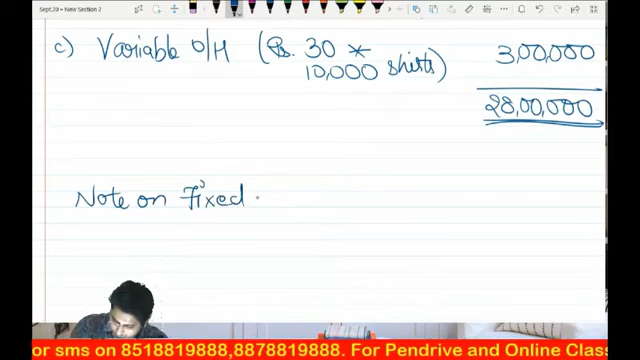 Sept.20 » New Section 2
c) Variable O/H (Rs. 30 * 3,00,000
10,000 shirts)
28,00,000
Note on Fixed
or sms on 8518819888,8878819888. For Pendrive and Online Class